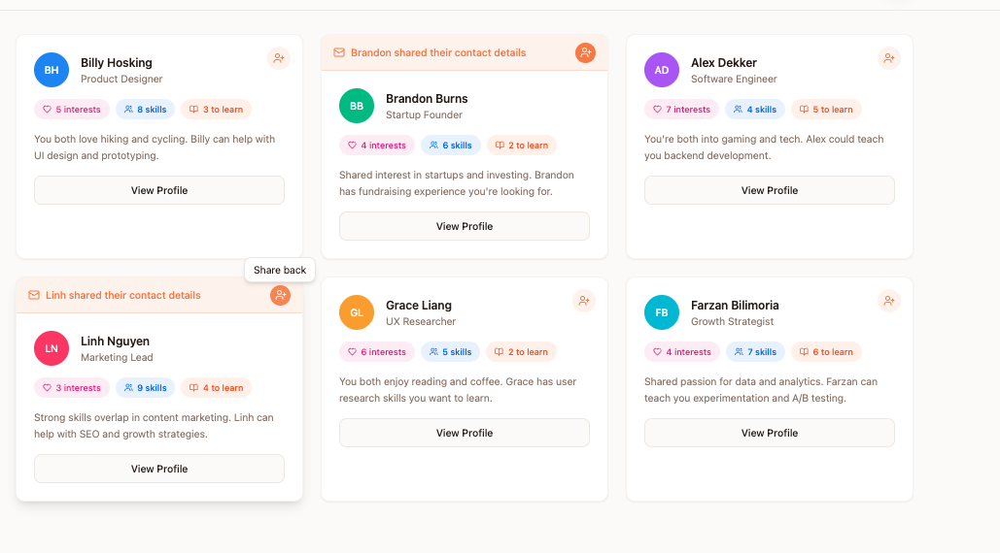 BH
Billy Hosking
Product Designer
5 interests
8 skills
3 to learn
You both love hiking and cycling. Billy can help with
UI design and prototyping.
View Profile
Brandon shared their contact details
BB
Brandon Burns
Startup Founder
4 interests
6 skills
2 to learn
Shared interest in startups and investing. Brandon
has fundraising experience you're looking for.
View Profile
AD
Alex Dekker
Software Engineer
7 interests
4 skills
5 to learn
You're both into gaming and tech. Alex could teach
you backend development.
View Profile
Share back
Linh shared their contact details
LN
Linh Nguyen
Marketing Lead
3 interests
9 skills
4 to learn
Strong skills overlap in content marketing. Linh can
help with SEO and growth strategies.
View Profile
GL
Grace Liang
UX Researcher
6 interests
5 skills
2 to learn
You both enjoy reading and coffee. Grace has user
research skills you want to learn.
View Profile
FB
Farzan Bilimoria
Growth Strategist
4 interests
7 skills
6 to learn
Shared passion for data and analytics. Farzan can
teach you experimentation and A/B testing.
View Profile